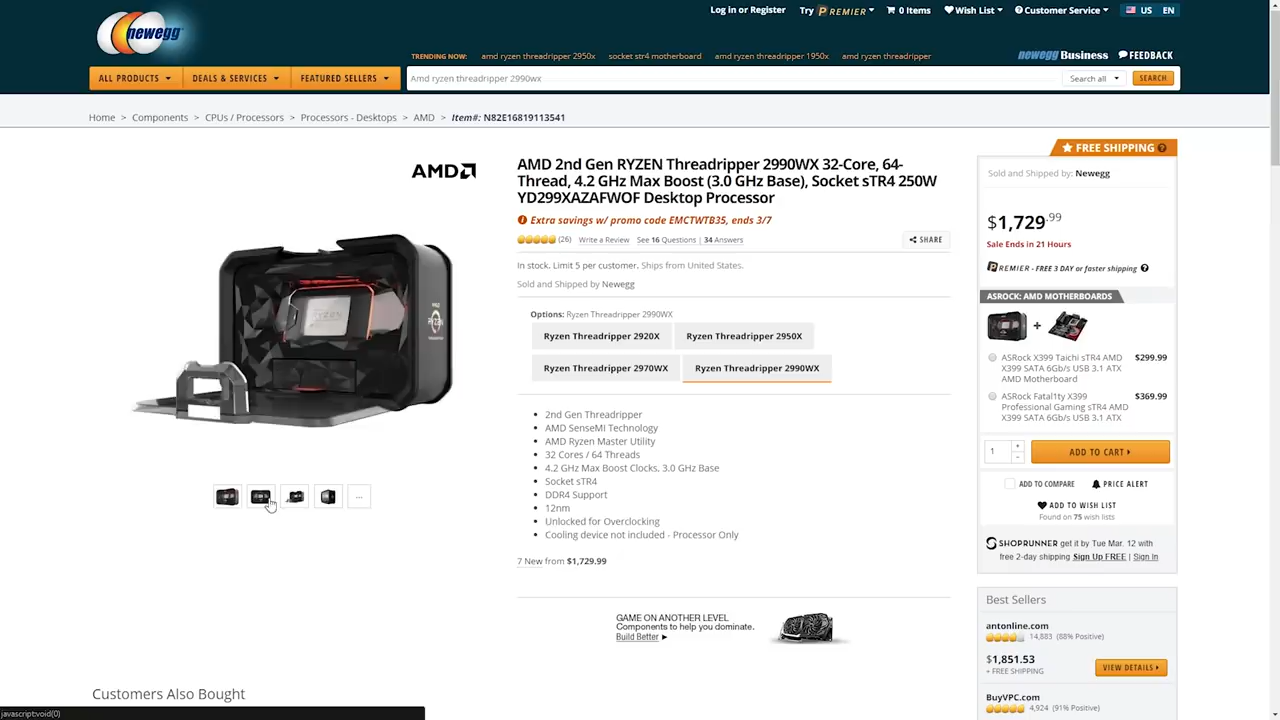 Log in or Register
Try PREMIER
0 Items
Wish List
Customer Service
US
EN
newegg
TRENDING NOW:
amd ryzen threadripper 2950x
socket str4 motherboard
amd ryzen threadripper 1950x
amd ryzen threadripper
newegg Business
FEEDBACK
ALL PRODUCTS
DEALS & SERVICES
FEATURED SELLERS
Amd ryzen threadripper 2990wx
Search all
SEARCH
Home > Components > CPUs / Processors > Processors - Desktops > AMD > Item#: N82E16819113541
AMD
AMD 2nd Gen RYZEN Threadripper 2990WX 32-Core, 64-
Thread, 4.2 GHz Max Boost (3.0 GHz Base), Socket sTR4 250W
YD299XAZAFWOF Desktop Processor
Extra savings w/ promo code EMCTWTB35, ends 3/7
(26) Write a Review See 16 Questions | 34 Answers
SHARE
In stock. Limit 5 per customer. Ships from United States.
Sold and Shipped by Newegg
Options: Ryzen Threadripper 2990WX
Ryzen Threadripper 2920X
Ryzen Threadripper 2950X
Ryzen Threadripper 2970WX
Ryzen Threadripper 2990WX
2nd Gen Threadripper
AMD SenseMI Technology
AMD Ryzen Master Utility
32 Cores / 64 Threads
4.2 GHz Max Boost Clocks, 3.0 GHz Base
Socket sTR4
DDR4 Support
12nm
Unlocked for Overclocking
Cooling device not included - Processor Only
7 New from $1,729.99
GAME ON ANOTHER LEVEL
Components to help you dominate.
Build Better
RYZEN
RYZEN
...
FREE SHIPPING
Sold and Shipped by: Newegg
$1,729.99
Sale Ends in 21 Hours
PREMIER - FREE 3 DAY or faster shipping
ASROCK: AMD MOTHERBOARDS
+
ASRock X399 Taichi sTR4 AMD $299.99
X399 SATA 6Gb/s USB 3.1 ATX
AMD Motherboard
ASRock Fatal1ty X399 $369.99
Professional Gaming sTR4 AMD
X399 SATA 6Gb/s USB 3.1 ATX
1
+
-
ADD TO CART
ADD TO COMPARE
PRICE ALERT
ADD TO WISH LIST
Found on 75 wish lists
SHOPRUNNER get it by Tue Mar. 12 with
free 2-day shipping Sign Up FREE | Sign In
Best Sellers
antonline.com
14,883 (88% Positive)
$1,851.53
+ FREE SHIPPING
VIEW DETAILS
BuyVPC.com
4,924 (91% Positive)
Customers Also Bought
javascript:void(0)